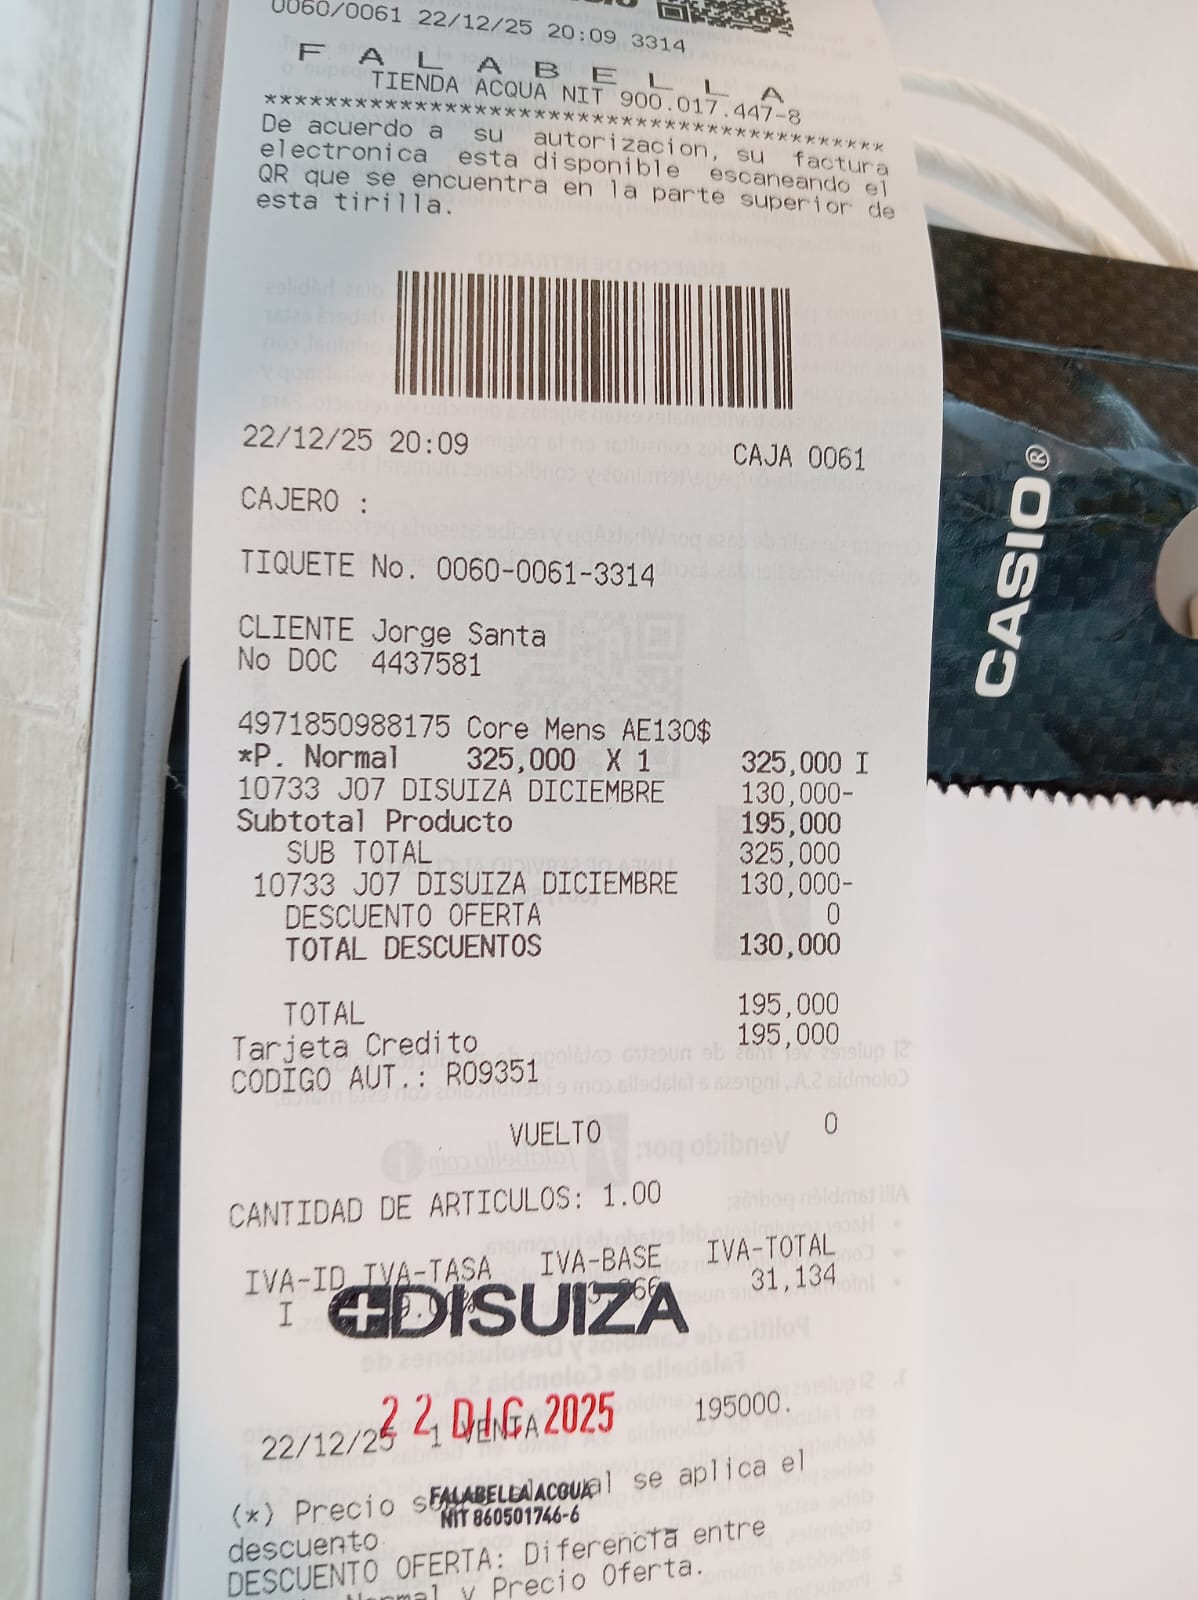 0060/0061 22/12/25 20:09 3314
F A L A B E L L A
TIENDA ACQUA NIT 900.017.447-8
De acuerdo a su autorizacion, su factura
electronica esta disponible escaneando el
QR que se encuentra en la parte superior de
esta tirilla.
22/12/25 20:09 CAJA 0061
CAJERO :
TIQUETE No. 0060-0061-3314
CLIENTE Jorge Santa
No DOC 4437581
4971850988175 Core Mens AE130$
*P. Normal 325,000 X 1 325,000 I
10733 J07 DISUIZA DICIEMBRE 130,000-
Subtotal Producto 195,000
SUB TOTAL 325,000
10733 J07 DISUIZA DICIEMBRE 130,000-
DESCUENTO OFERTA 0
TOTAL DESCUENTOS 130,000
TOTAL 195,000
Tarjeta Credito 195,000
CODIGO AUT.: R09351
VUELTO 0
CANTIDAD DE ARTICULOS: 1.00
IVA-ID IVA-TASA IVA-BASE IVA-TOTAL
I 31,134
DISUIZA
22 DIC 2025
22/12/25 1 VENTA 195000.
(*) Precio se aplica el
FALABELLA ACQUA
NIT 860501746-6
descuento
DESCUENTO OFERTA: Diferencia entre
y Precio Oferta.
CASIO®